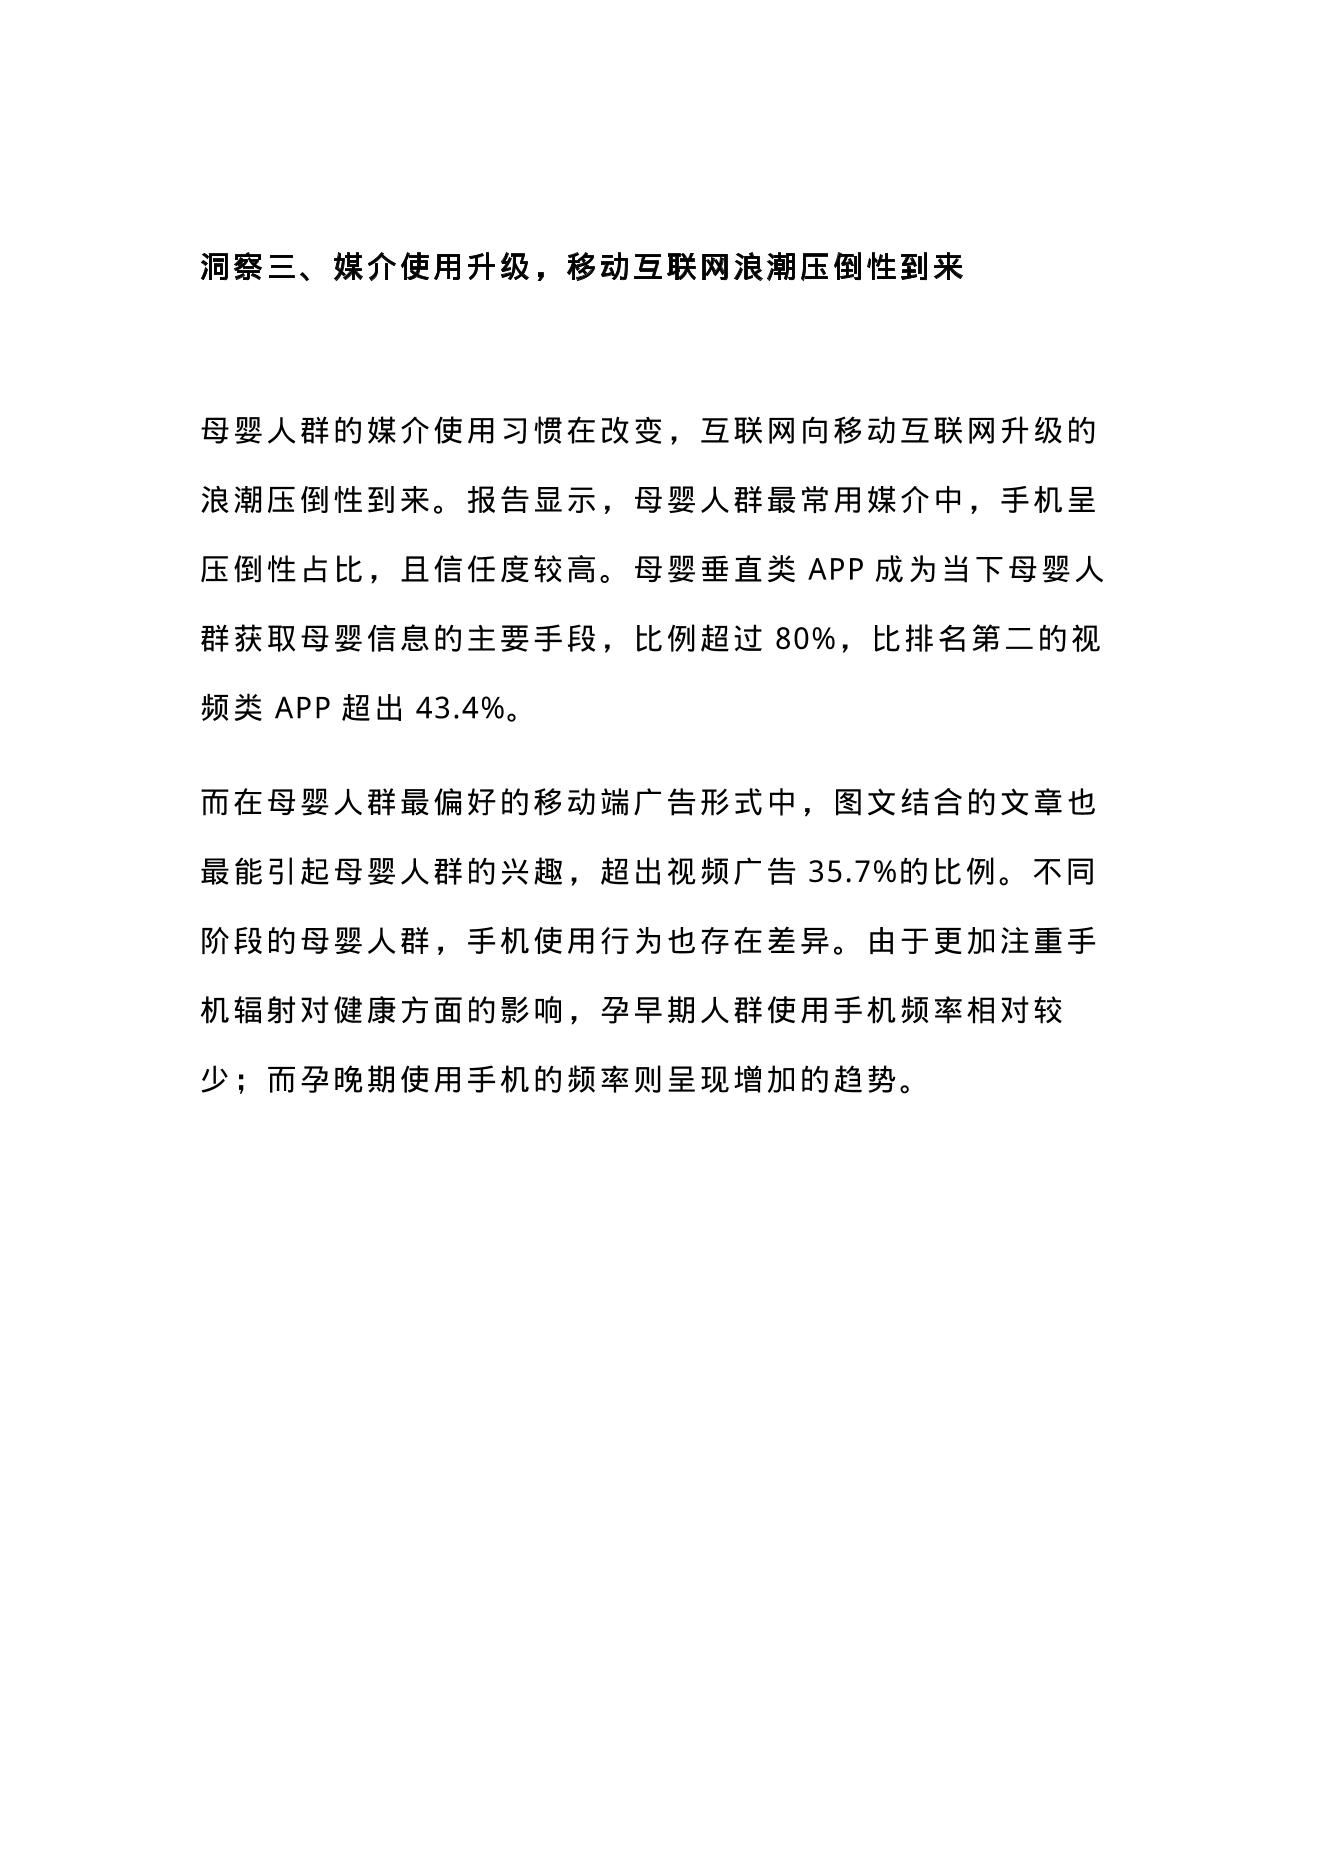 洞察三、媒介使用升级，移动互联网浪潮压倒性到来
母婴人群的媒介使用习惯在改变，互联网向移动互联网升级的
浪潮压倒性到来。报告显示，母婴人群最常用媒介中，手机呈
压倒性占比，且信任度较高。母婴垂直类 APP 成为当下母婴人
群获取母婴信息的主要手段，比例超过 80%，比排名第二的视
频类 APP 超出 43.4%。
而在母婴人群最偏好的移动端广告形式中，图文结合的文章也
最能引起母婴人群的兴趣，超出视频广告 35.7%的比例。不同
阶段的母婴人群，手机使用行为也存在差异。由于更加注重手
机辐射对健康方面的影响，孕早期人群使用手机频率相对较
少；而孕晚期使用手机的频率则呈现增加的趋势。